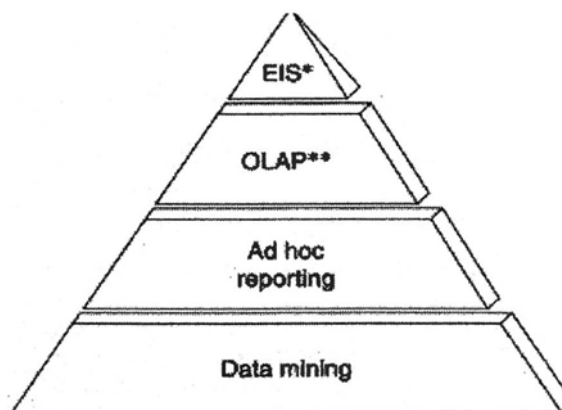 EIS*
OLAP**
Ad hoc
reporting
Data mining